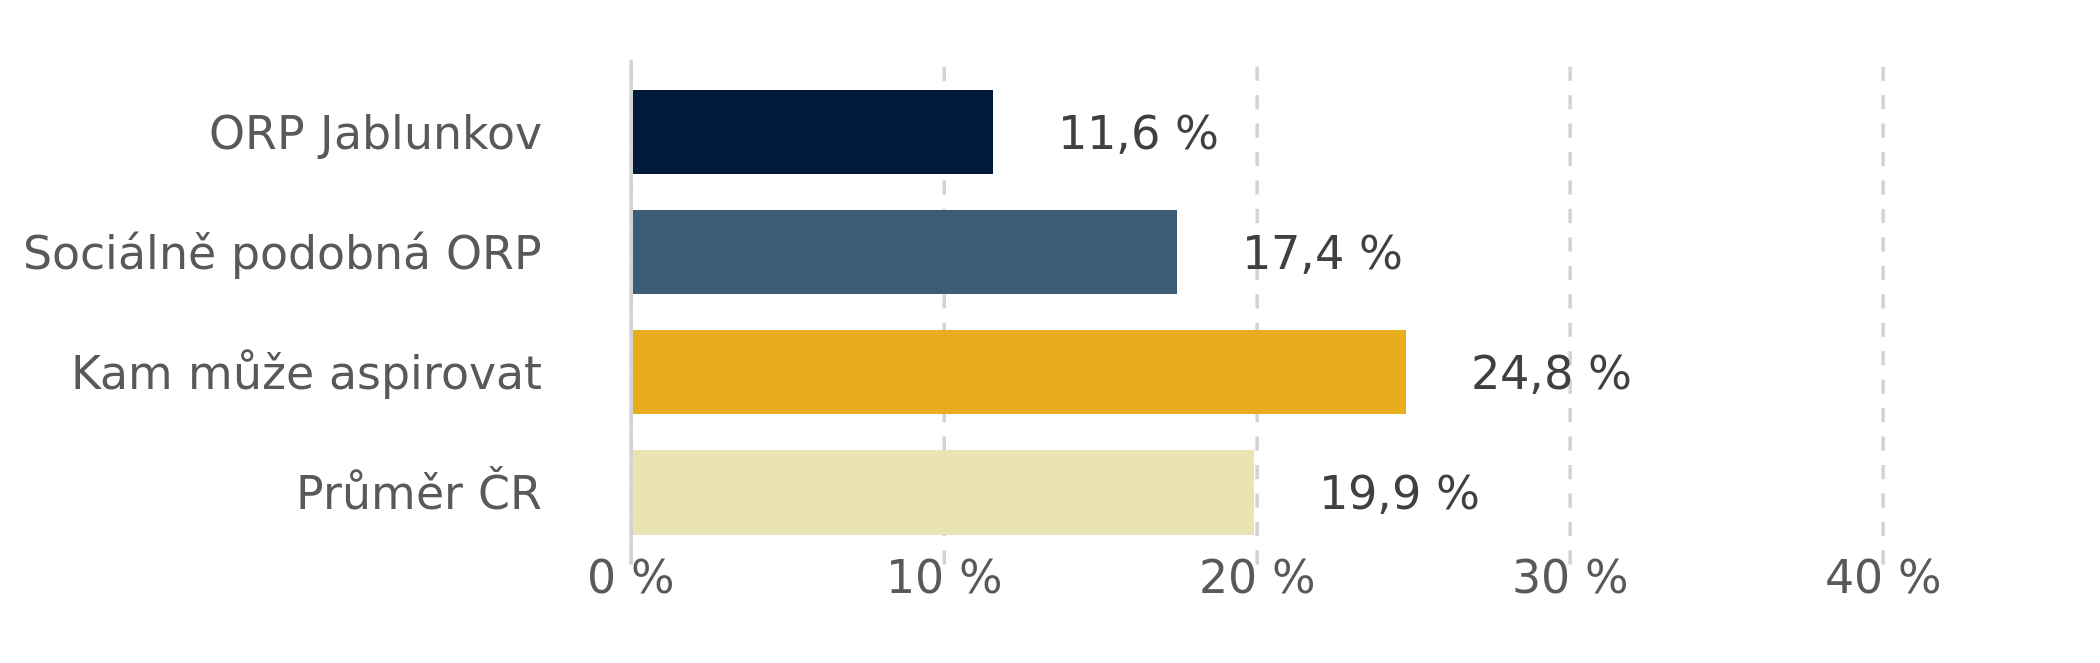 ORP Jablunkov 11,6 %
Sociálně podobná ORP 17,4 %
Kam může aspirovat 24,8 %
Průměr ČR 19,9 %
0 % 10 % 20 % 30 % 40 %